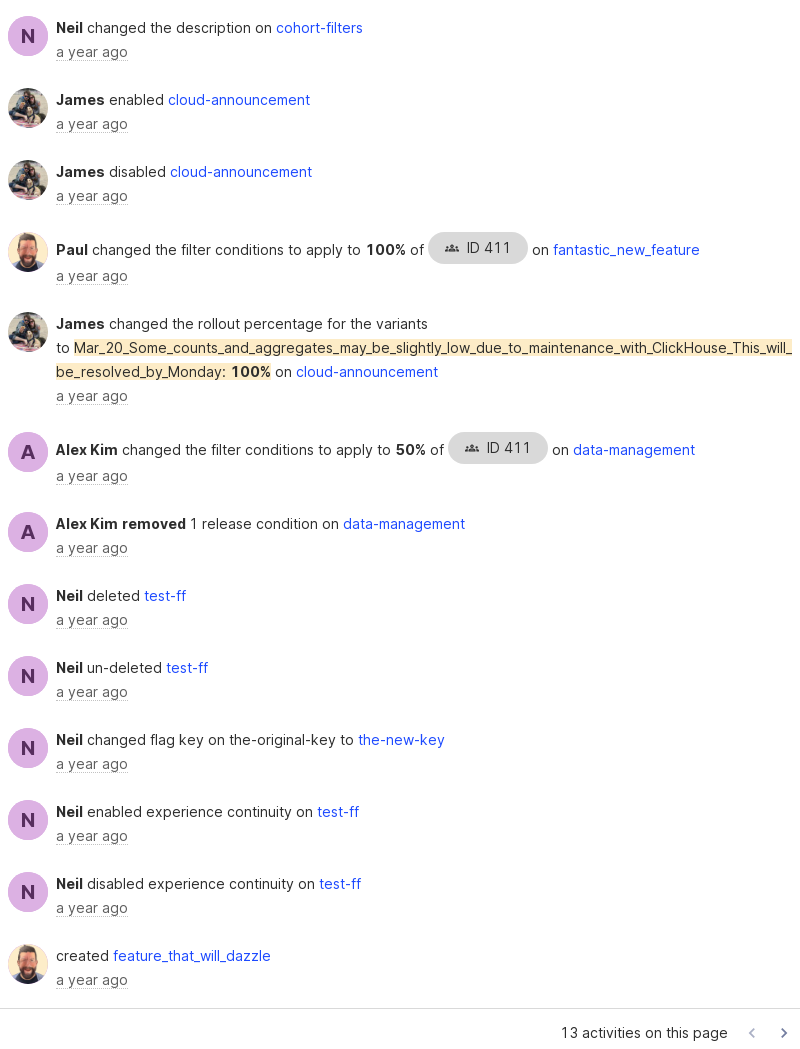 N
Neil changed the description on cohort-filters
a year ago
James enabled cloud-announcement
a year ago
James disabled cloud-announcement
a year ago
Paul changed the filter conditions to apply to 100% of ID 411 on fantastic_new_feature
a year ago
James changed the rollout percentage for the variants
to Mar_20_Some_counts_and_aggregates_may_be_slightly_low_due_to_maintenance_with_ClickHouse_This_will_
be_resolved_by_Monday: 100% on cloud-announcement
a year ago
A
Alex Kim changed the filter conditions to apply to 50% of ID 411 on data-management
a year ago
A
Alex Kim removed 1 release condition on data-management
a year ago
N
Neil deleted test-ff
a year ago
N
Neil un-deleted test-ff
a year ago
N
Neil changed flag key on the-original-key to the-new-key
a year ago
N
Neil enabled experience continuity on test-ff
a year ago
N
Neil disabled experience continuity on test-ff
a year ago
created feature_that_will_dazzle
a year ago
13 activities on this page